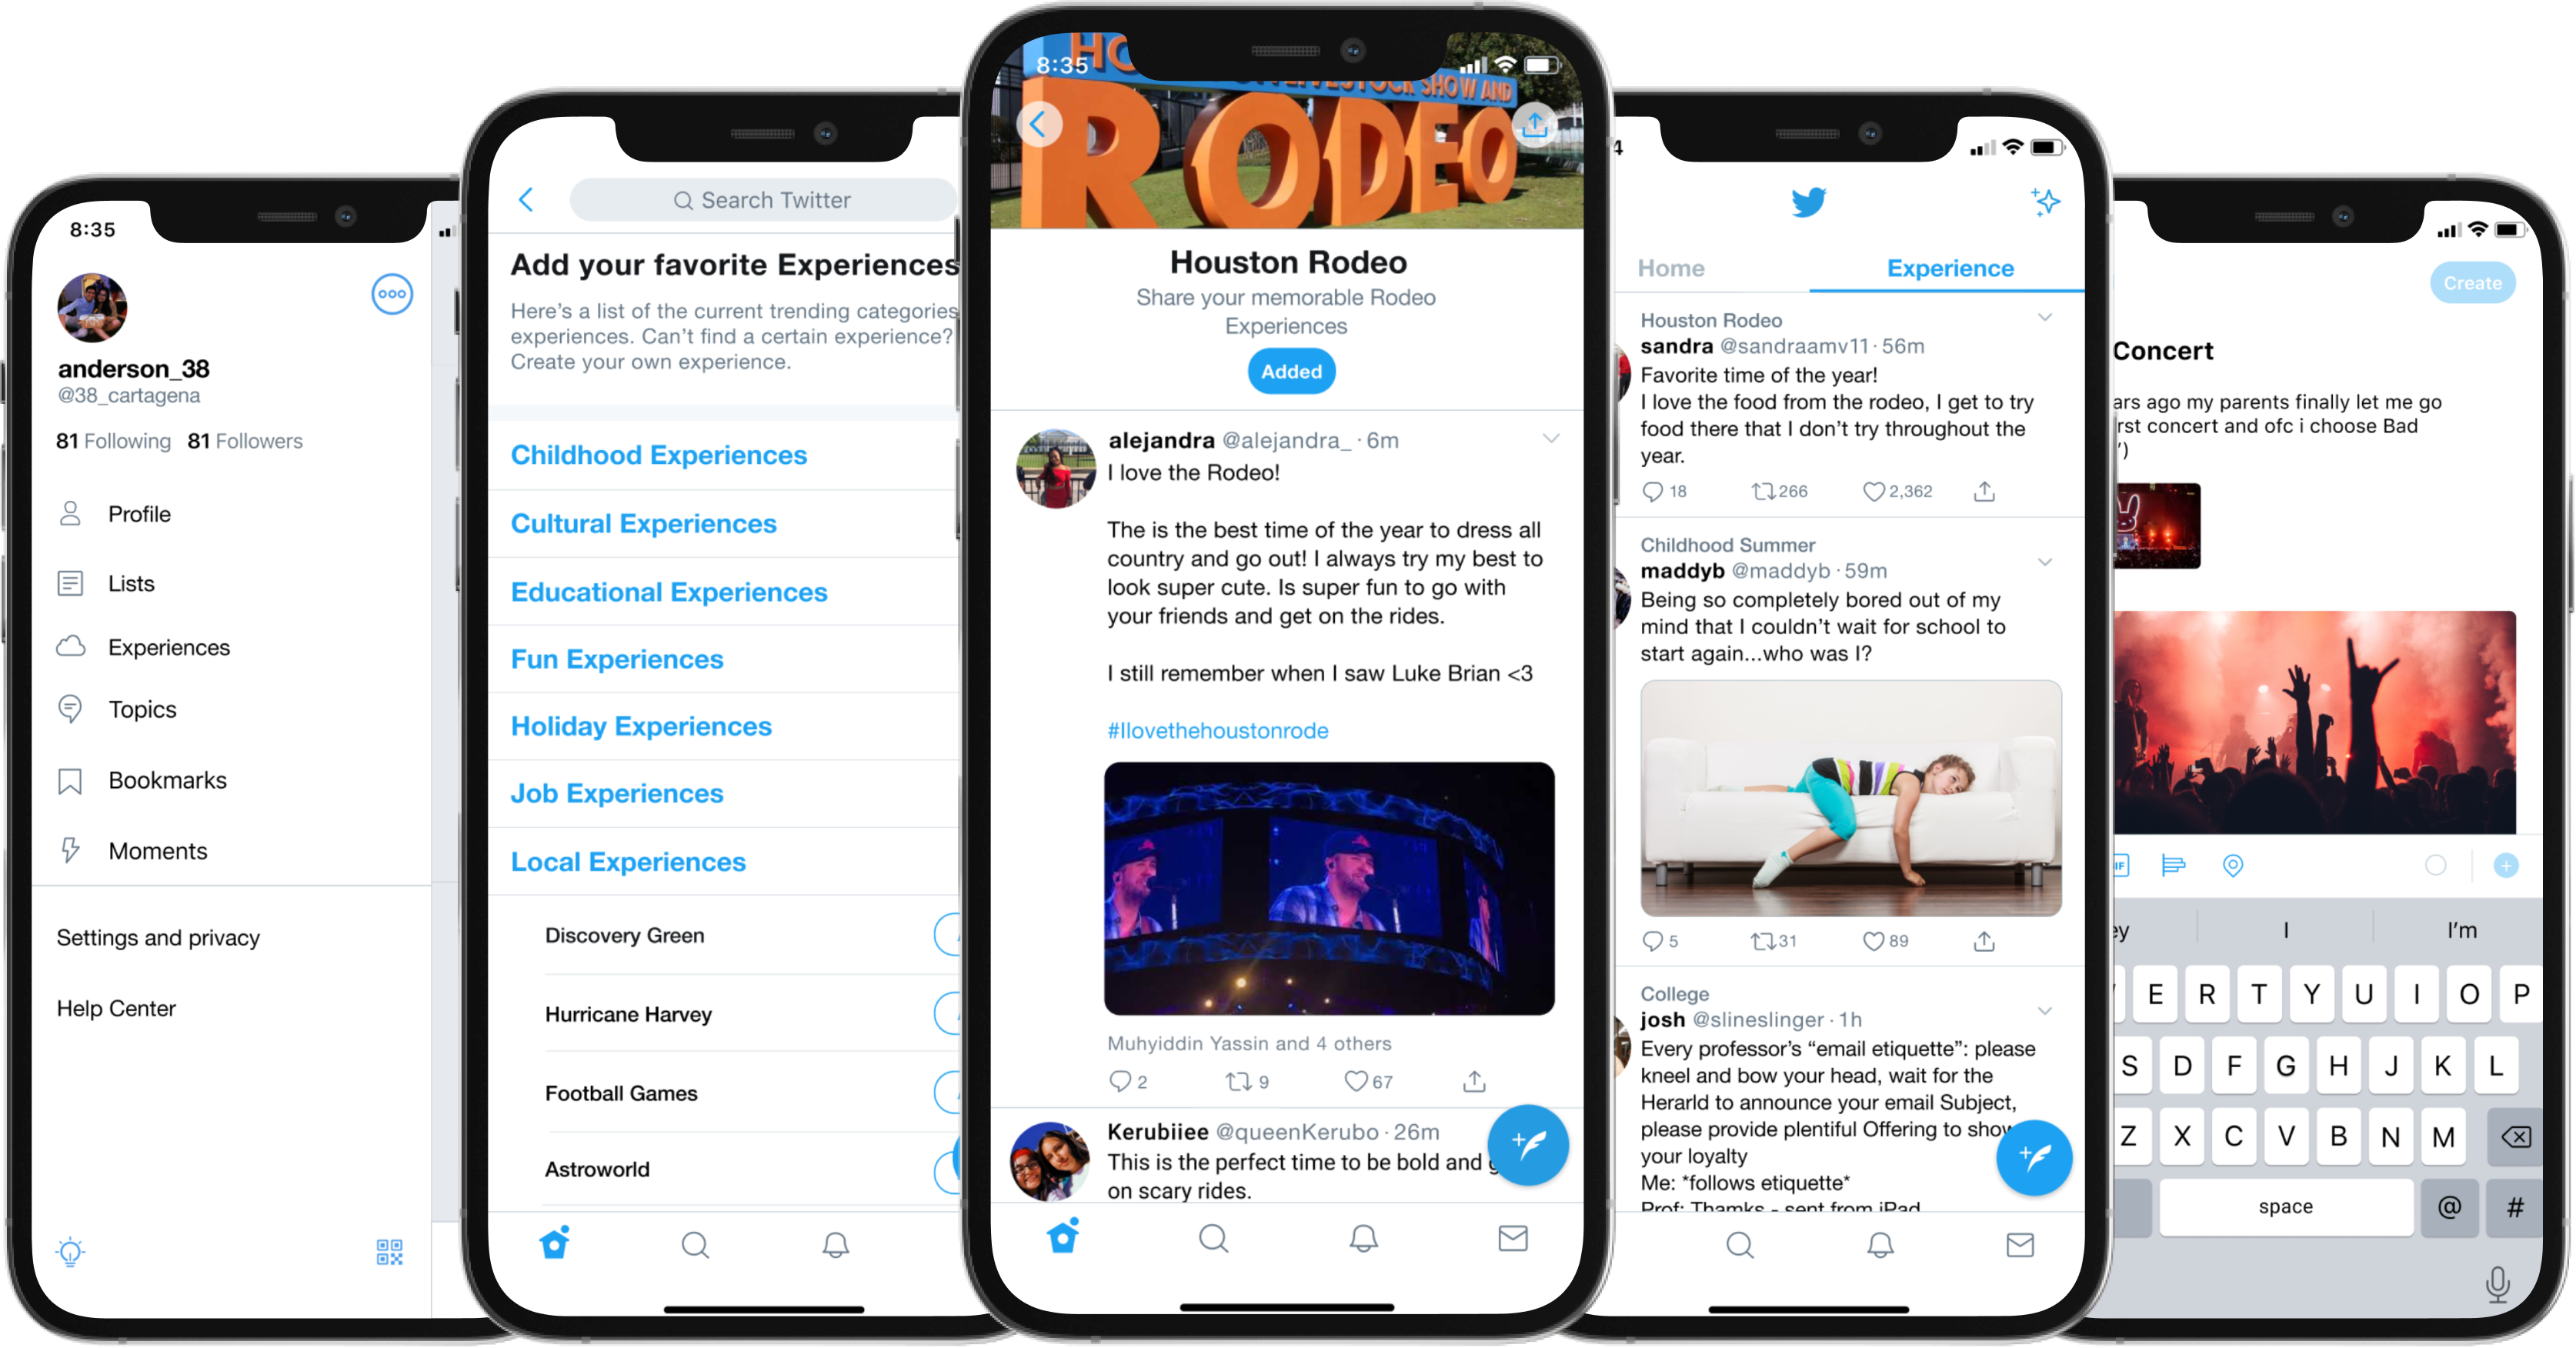 8:35
anderson_38
@38_cartagena
81 Following 81 Followers
Profile
Lists
Experiences
Topics
Bookmarks
Moments
Settings and privacy
Help Center
Search Twitter
Add your favorite Experiences
Here's a list of the current trending categories
experiences. Can't find a certain experience?
Create your own experience.
Childhood Experiences
Cultural Experiences
Educational Experiences
Fun Experiences
Holiday Experiences
Job Experiences
Local Experiences
Discovery Green
Hurricane Harvey
Football Games
Astroworld
8:35
HO
LIVESTOCK SHOW AND
RODEO
Houston Rodeo
Share your memorable Rodeo
Experiences
Added
alejandra @alejandra_ · 6m
I love the Rodeo!
The is the best time of the year to dress all
country and go out! I always try my best to
look super cute. Is super fun to go with
your friends and get on the rides.
I still remember when I saw Luke Brian <3
#Ilovethehoustonrode
Muhyiddin Yassin and 4 others
2 9 67
Kerubiiee @queenKerubo · 26m
This is the perfect time to be bold and
on scary rides.
4
Home Experience
Houston Rodeo
sandra @sandraamv11 · 56m
Favorite time of the year!
I love the food from the rodeo, I get to try
food there that I don't try throughout the
year.
18 266 2,362
Childhood Summer
maddyb @maddyb · 59m
Being so completely bored out of my
mind that I couldn't wait for school to
start again...who was I?
5 31 89
College
josh @slineslinger · 1h
Every professor's "email etiquette": please
kneel and bow your head, wait for the
Herarld to announce your email Subject,
please provide plentiful Offering to show
your loyalty
Me: *follows etiquette*
Prof: Thamks - sent from iPad
Create
Concert
ars ago my parents finally let me go
rst concert and ofc i choose Bad
')
IF
ey I I'm
E R T Y U I O P
S D F G H J K L
Z X C V B N M
space @ #